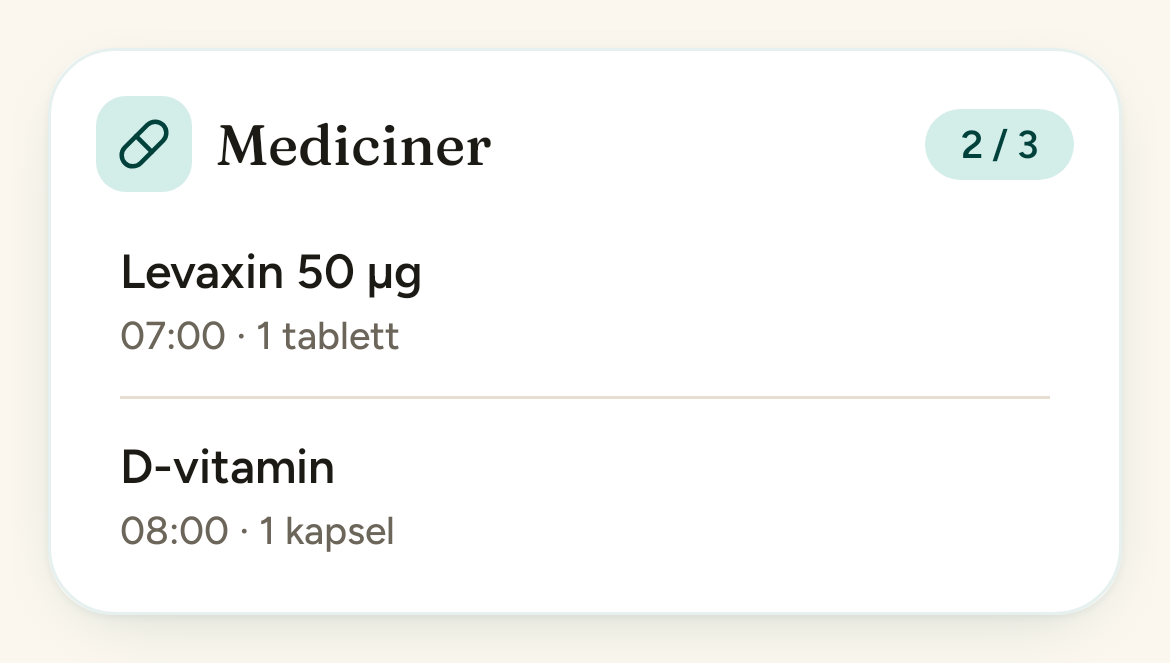 Mediciner
2 / 3
Levaxin 50 µg
07:00 · 1 tablett
D-vitamin
08:00 · 1 kapsel